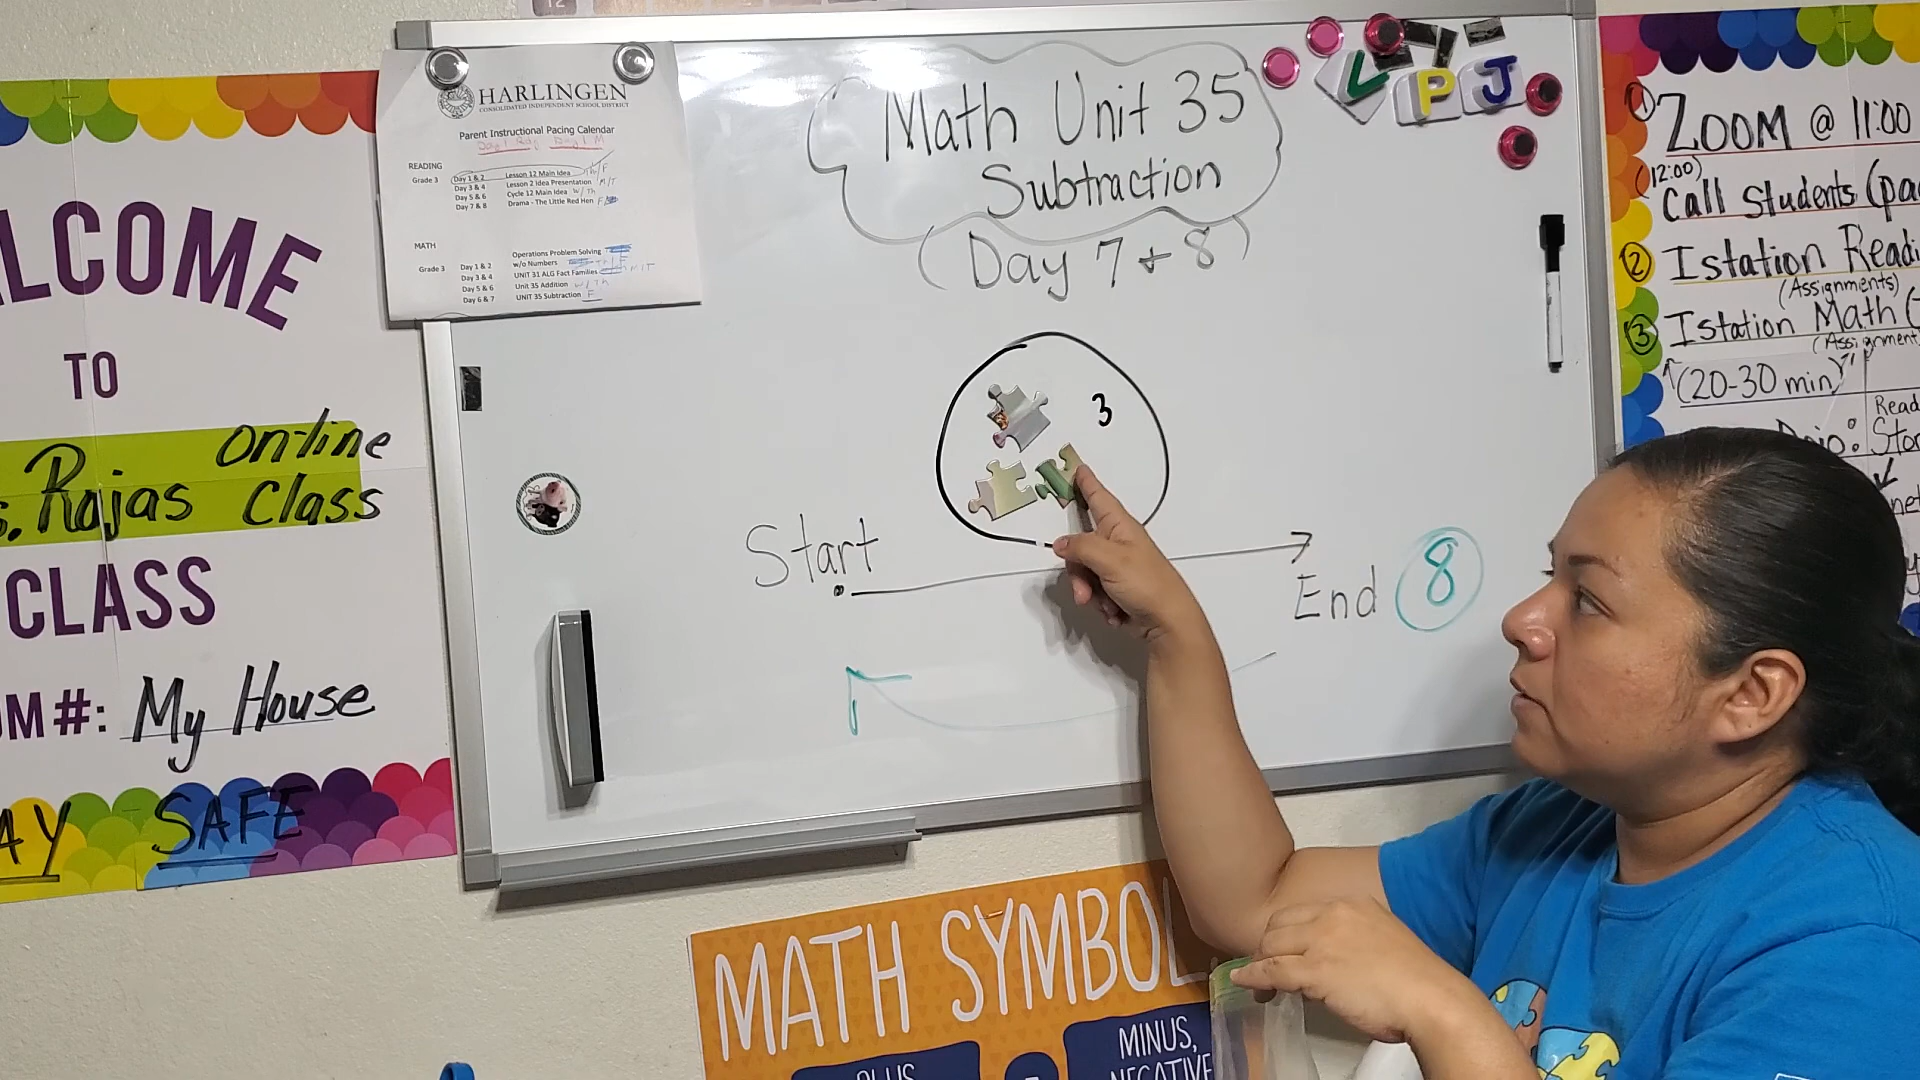 LCOME
TO
Rojas
on-line
Class
CLASS
OM#: My House
AY SAFE
HARLINGEN
CONSOLIDATED INDEPENDENT SCHOOL DISTRICT
Parent Instructional Pacing Calendar
READING
Grade 3
Day 1 & 2 Lesson 12 Main Idea Th/F
Day 3 & 4 Lesson 2 Idea Presentation M/T
Day 5 & 6 Cycle 12 Main Idea W/Th
Day 7 & 8 Drama - The Little Red Hen F
MATH
Grade 3
Operations Problem Solving
Day 1 & 2 w/o Numbers
Day 3 & 4 UNIT 31 ALG Fact Families M/T
Day 5 & 6 Unit 35 Addition W/Th
Day 6 & 7 UNIT 35 Subtraction F
Math Unit 35
Subtraction
(Day 7 + 8)
L P J
3
Start
End 8
① ZOOM @ 11:00
(12:00)
Call Students (pa
② Istation Readi
(Assignments)
③ Istation Math (
(Assignment
(20-30 min)
Read
Dojo: Stor
MATH SYMBOL
PLUS
MINUS,
NEGATIVE